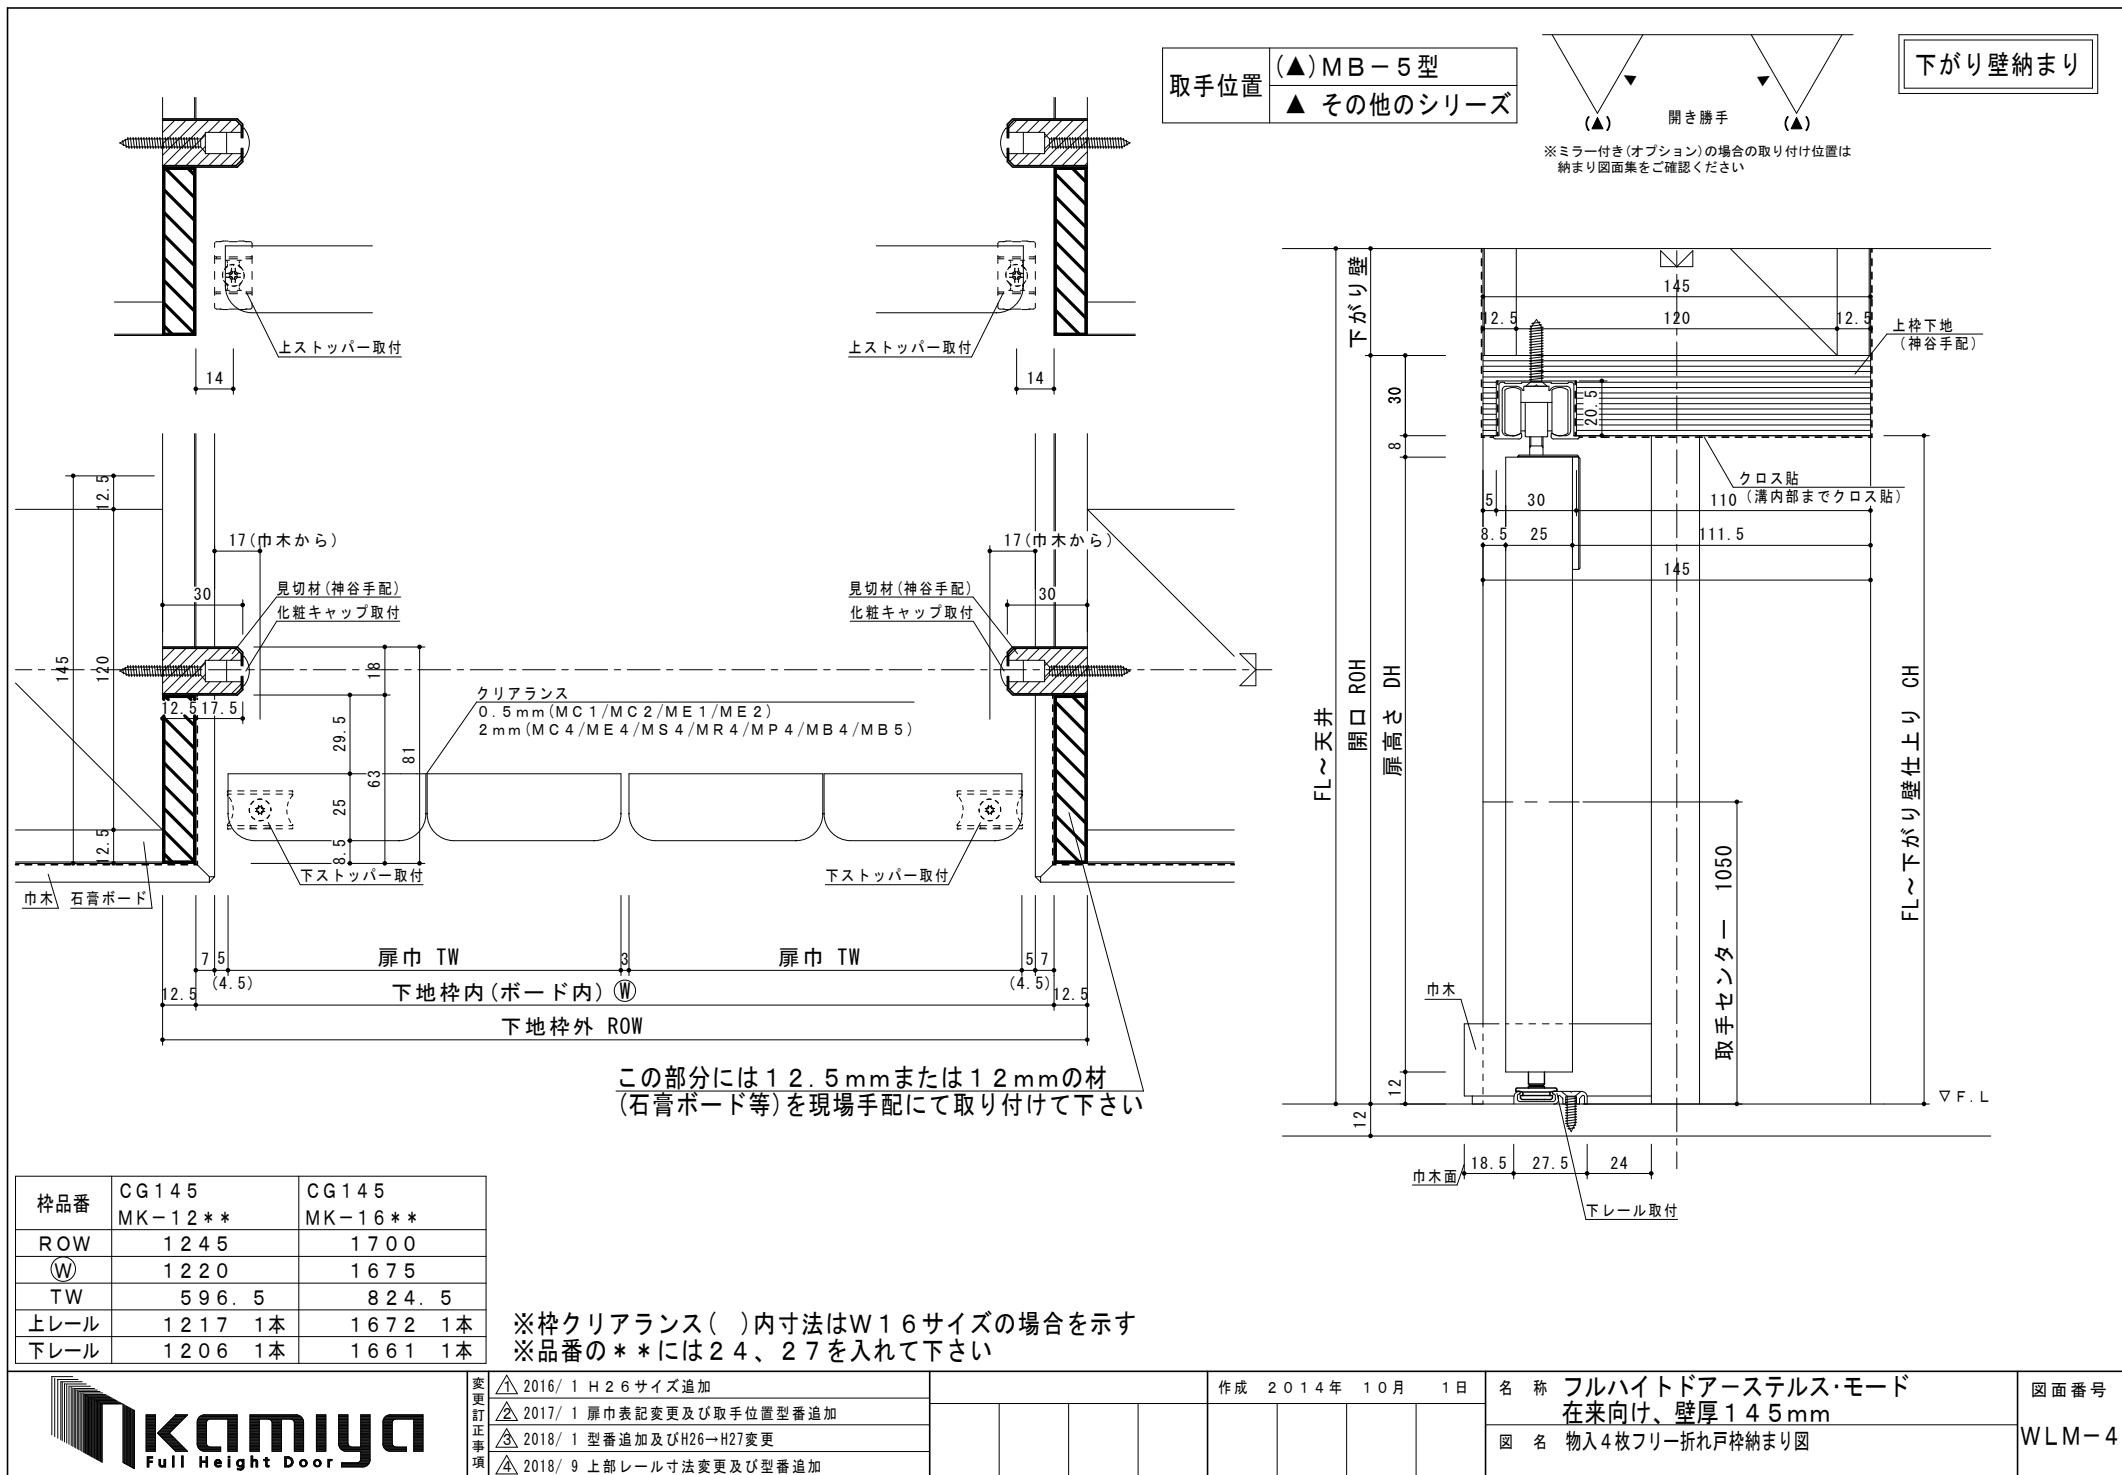 取手位置
(▲)MB−5型
▲ その他のシリーズ
(▲)
開き勝手
(▲)
※ミラー付き(オプション)の場合の取り付け位置は
納まり図面集をご確認ください
下がり壁納まり
上ストッパー取付
14
上ストッパー取付
14
145
12.5
120
12.5
17(巾木から)
30
見切材(神谷手配)
化粧キャップ取付
12.5
17.5
18
29.5
63
81
25
8.5
クリアランス
0.5mm(MC1/MC2/ME1/ME2)
2mm(MC4/ME4/MS4/MR4/MP4/MB4/MB5)
17(巾木から)
見切材(神谷手配)
化粧キャップ取付
30
下ストッパー取付
下ストッパー取付
巾木
石膏ボード
7
5
扉巾 TW
3
扉巾 TW
5
7
(4.5)
(4.5)
12.5
下地枠内(ボード内)Ⓦ
12.5
下地枠外 ROW
この部分には12.5mmまたは12mmの材
(石膏ボード等)を現場手配にて取り付けて下さい
下がり壁
145
12.5
120
12.5
上枠下地
(神谷手配)
30
20.5
8
クロス貼
(溝内部までクロス貼)
5
30
110
8.5
25
111.5
145
FL~天井
開口 ROH
扉高さ DH
FL~下がり壁仕上り CH
取手センター 1050
巾木
12
12
▽F.L
18.5
27.5
24
巾木面
下レール取付
枠品番
CG145
MK−12**
CG145
MK−16**
ROW 1245 1700
Ⓦ 1220 1675
TW 596.5 824.5
上レール 1217 1本 1672 1本
下レール 1206 1本 1661 1本
※枠クリアランス( )内寸法はW16サイズの場合を示す
※品番の**には24、27を入れて下さい
kamiya
Full Height Door
変更訂正事項
1 2016/ 1 H26サイズ追加
2 2017/ 1 扉巾表記変更及び取手位置型番追加
3 2018/ 1 型番追加及びH26→H27変更
4 2018/ 9 上部レール寸法変更及び型番追加
作成 2014年 10月 1日
名 称 フルハイトドアーステルス・モード
在来向け、壁厚145mm
図 名 物入4枚フリー折れ戸枠納まり図
図面番号
WLM−4